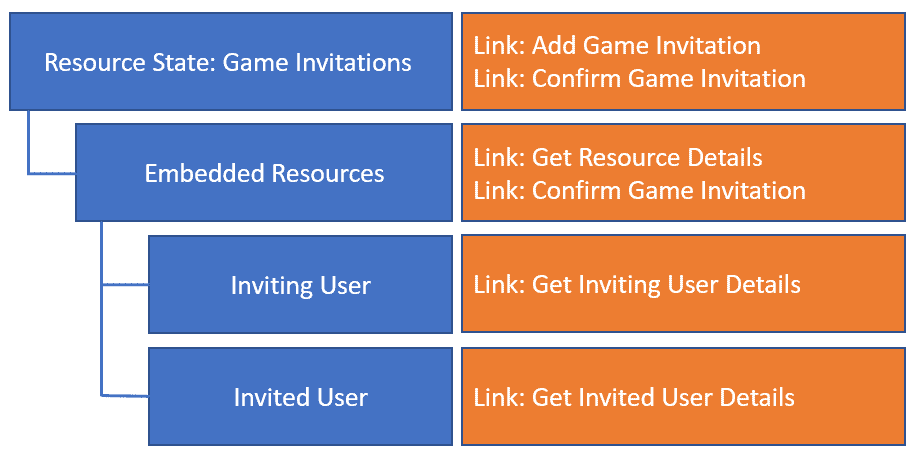 Resource State: Game Invitations
Link: Add Game Invitation
Link: Confirm Game Invitation
Embedded Resources
Link: Get Resource Details
Link: Confirm Game Invitation
Inviting User
Link: Get Inviting User Details
Invited User
Link: Get Invited User Details